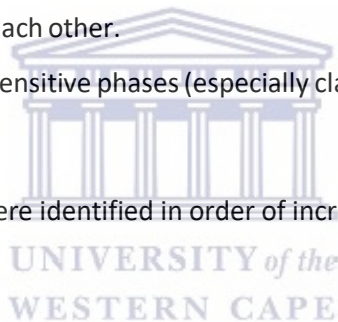 ach other.
ensitive phases (especially cla
ere identified in order of incr
UNIVERSITY of the
WESTERN CAPE